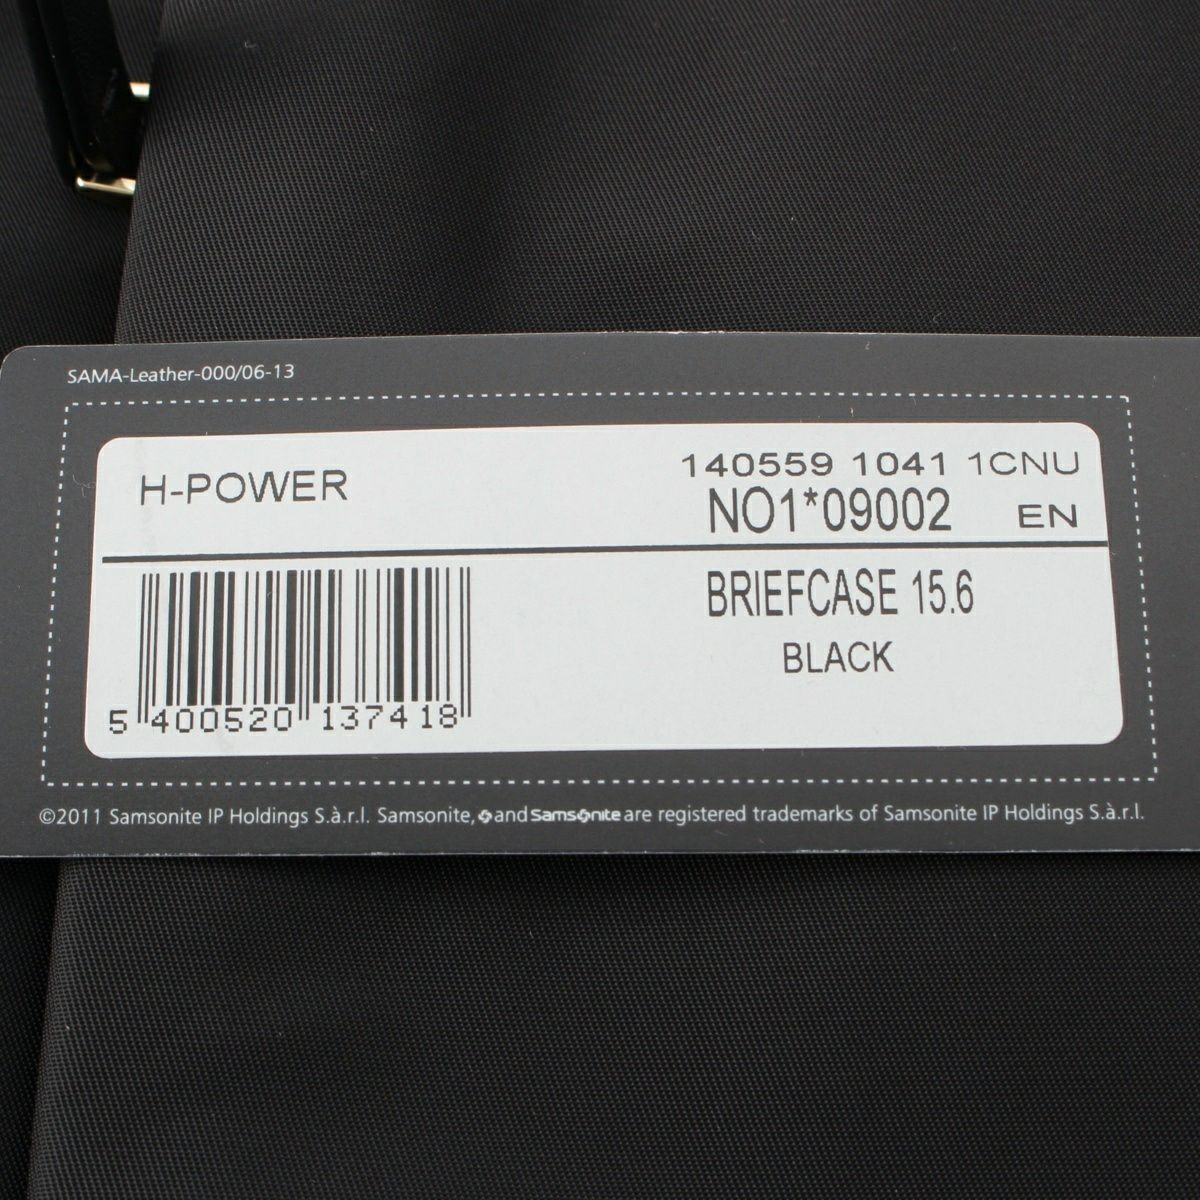 SAMA-Leather-000/06-13
H-POWER
140559 1041 1CNU
NO1*09002 EN
BRIEFCASE 15.6
BLACK
5 400520 137418
©2011 Samsonite IP Holdings S.à.r.l. Samsonite, and Samsonite are registered trademarks of Samsonite IP Holdings S.à.r.l.